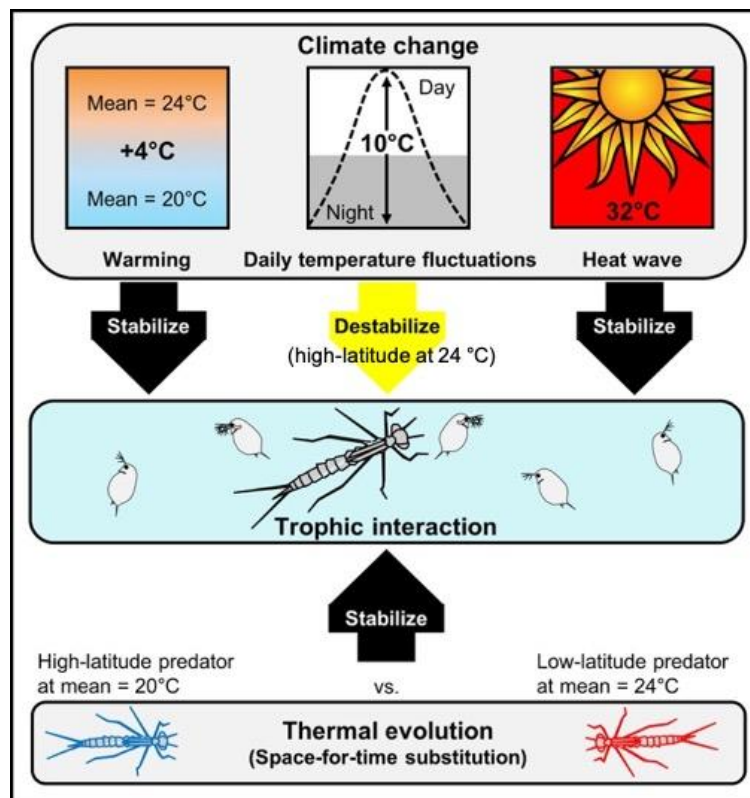 Climate change
Mean = 24°C
+4°C
Mean = 20°C
Day
10°C
Night
32°C
Warming
Daily temperature fluctuations
Heat wave
Stabilize
Destabilize
(high-latitude at 24 °C)
Stabilize
Trophic interaction
Stabilize
High-latitude predator
at mean = 20°C
vs.
Low-latitude predator
at mean = 24°C
Thermal evolution
(Space-for-time substitution)